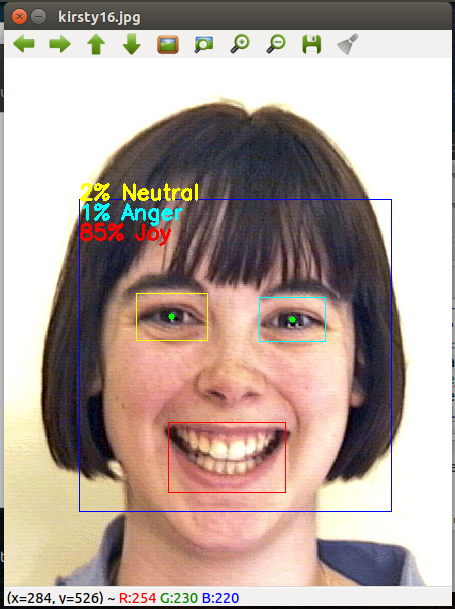 kirsty16.jpg
2% Neutral
1% Anger
85% Joy
(x=284, y=526) ~ R:254 G:230 B:220